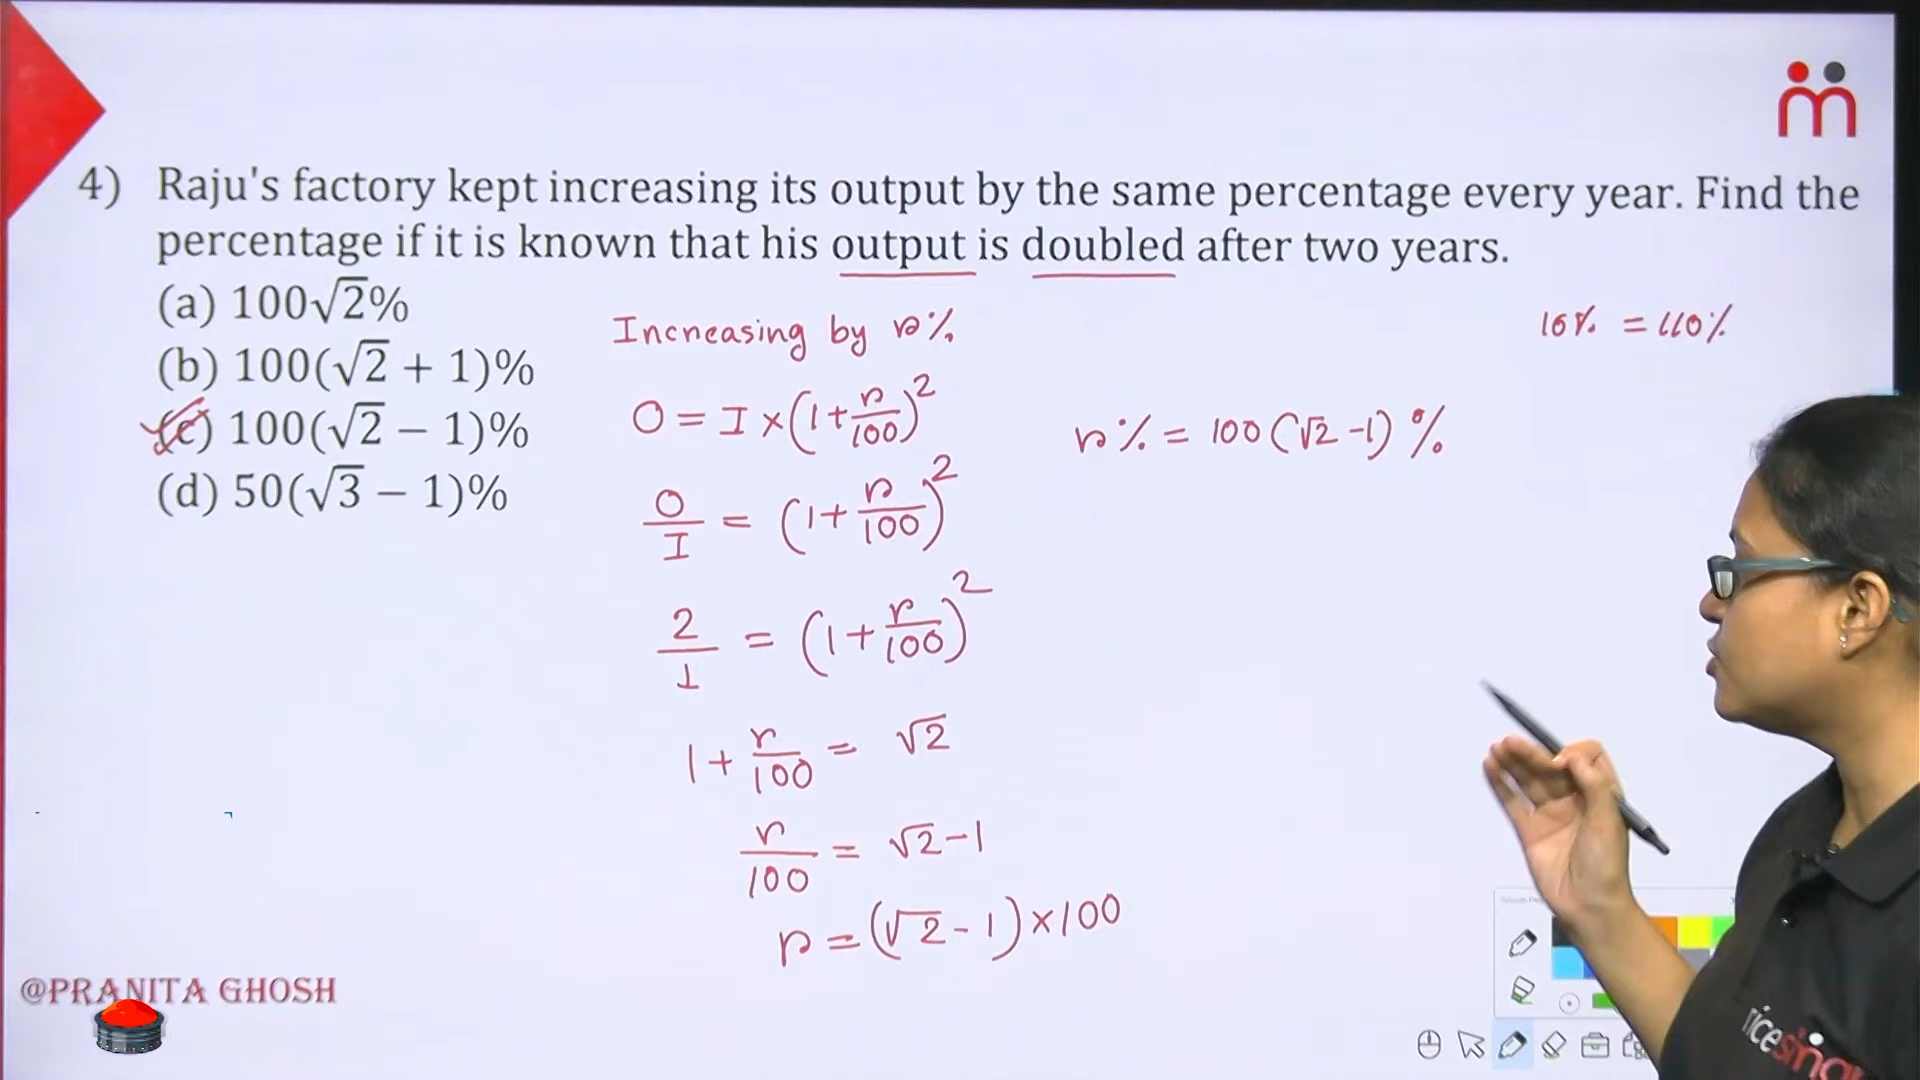 4) Raju's factory kept increasing its output by the same percentage every year. Find the
percentage if it is known that his output is doubled after two years.
(a) 100√2%
(b) 100(√2 + 1)%
(c) 100(√2 − 1)%
(d) 50(√3 − 1)%
Increasing by r%
O = I × (1 + r/100)²
O/I = (1 + r/100)²
2/1 = (1 + r/100)²
1 + r/100 = √2
r/100 = √2 − 1
r = (√2 − 1) × 100
10% = 110%
r% = 100(√2 − 1)%
@PRANITA GHOSH
rice